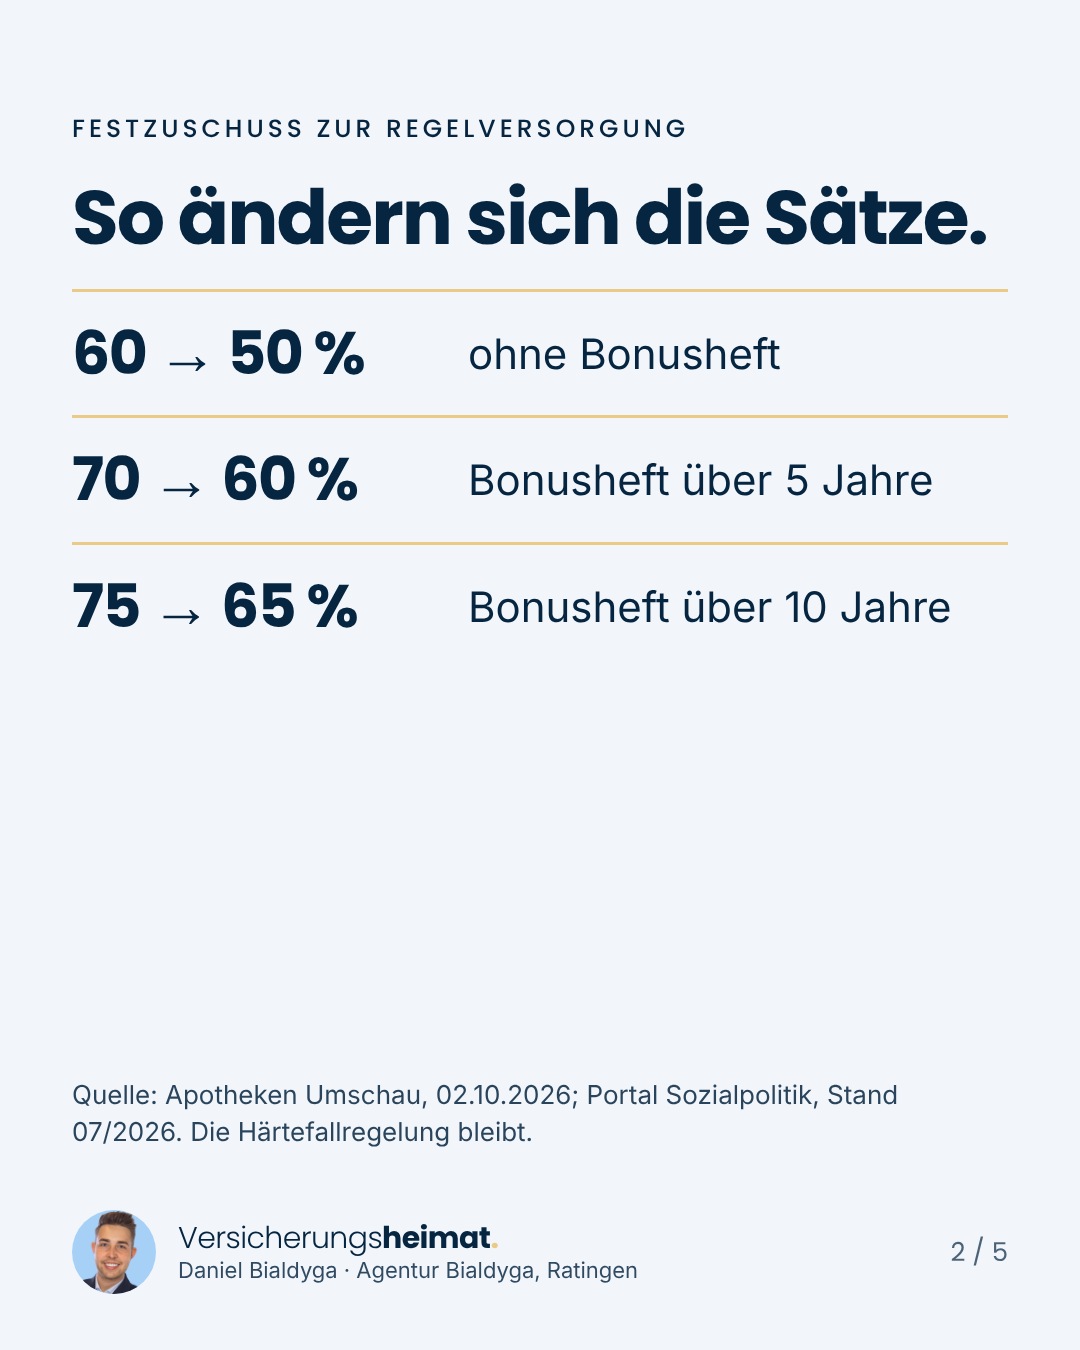 FESTZUSCHUSS ZUR REGELVERSORGUNG
So ändern sich die Sätze.
60 → 50 % ohne Bonusheft
70 → 60 % Bonusheft über 5 Jahre
75 → 65 % Bonusheft über 10 Jahre
Quelle: Apotheken Umschau, 02.10.2026; Portal Sozialpolitik, Stand
07/2026. Die Härtefallregelung bleibt.
Versicherungsheimat.
Daniel Bialdyga · Agentur Bialdyga, Ratingen
2 / 5